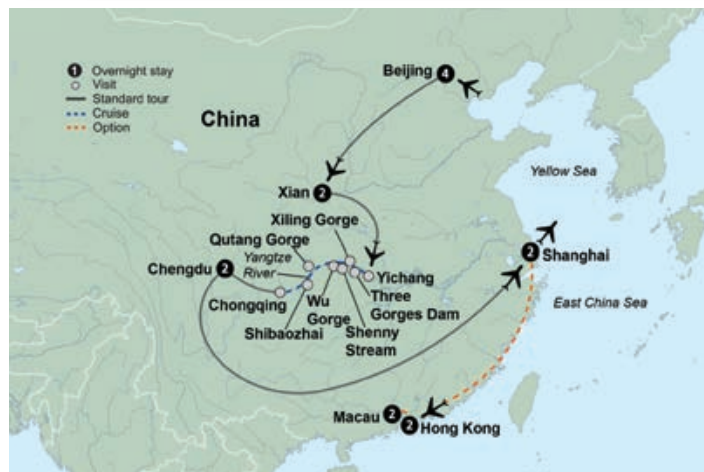 1 Overnight stay
Visit
Standard tour
Cruise
Option
China
Beijing 4
Yellow Sea
Xian 2
Xiling Gorge
Qutang Gorge
Yangtze
River
Chengdu 2
Chongqing
Shibaozhai
Wu
Gorge
Shenny
Stream
Three
Gorges Dam
Yichang
2 Shanghai
East China Sea
Macau 2
2 Hong Kong